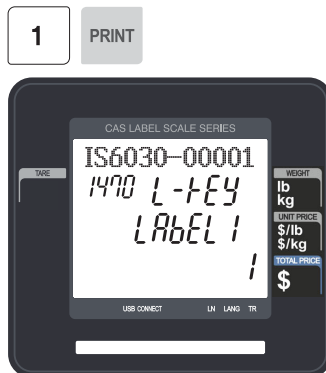 1 PRINT
CAS LABEL SCALE SERIES
IS6030-00001
TARE
1470 L-KEY
LABEL 1
1
WEIGHT
lb
kg
UNIT PRICE
$/lb
$/kg
TOTAL PRICE
$
USB CONNECT LN LANG TR